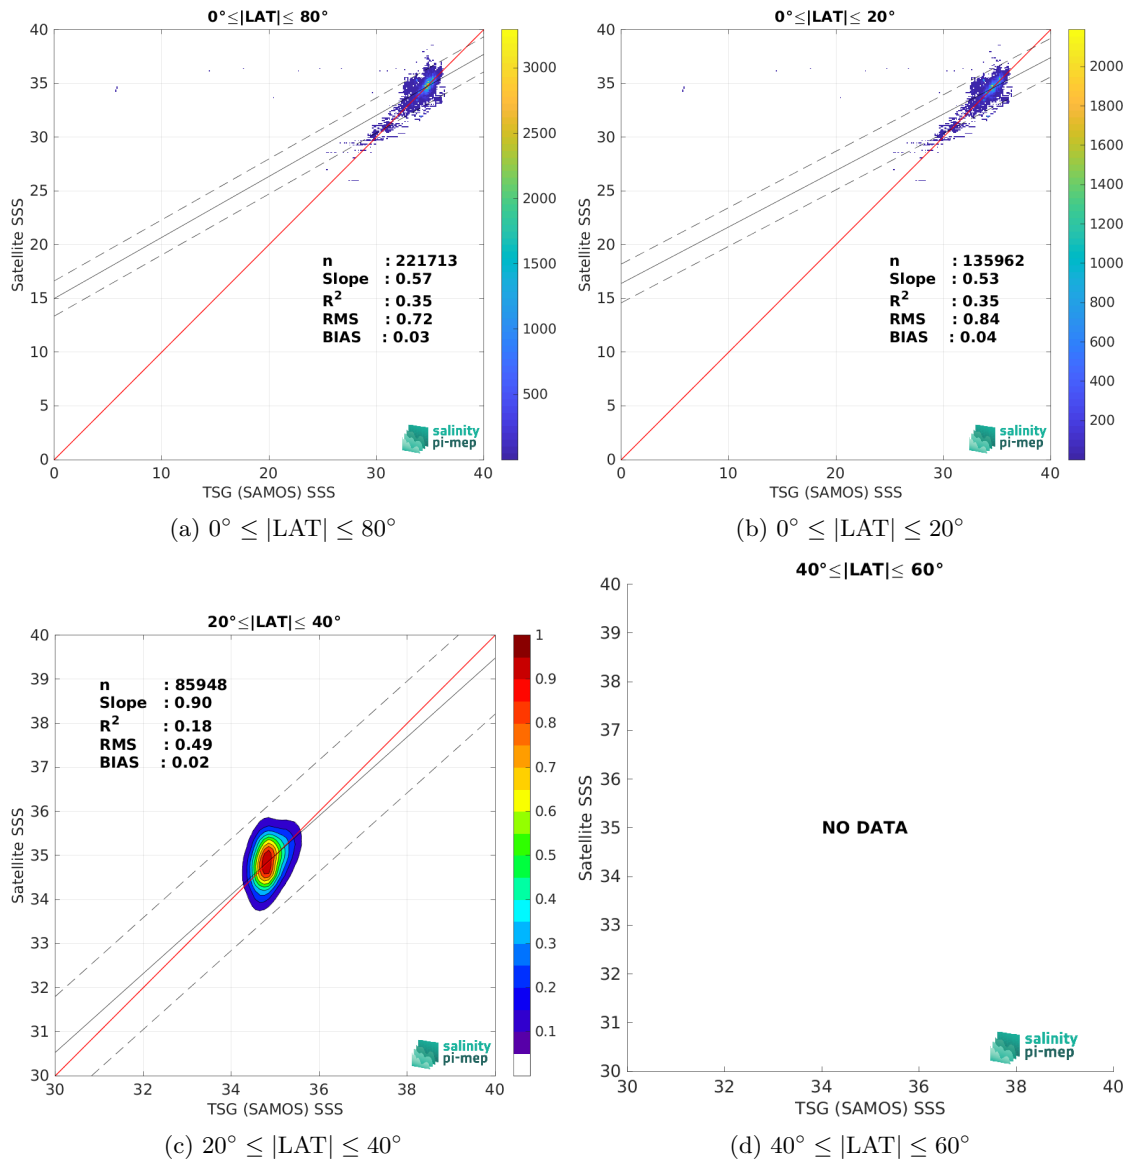 0°≤|LAT|≤ 80°
40
35
30
25
20
15
10
5
0
Satellite SSS
n : 221713
Slope : 0.57
R² : 0.35
RMS : 0.72
BIAS : 0.03
salinity
pi-mep
0 10 20 30 40
TSG (SAMOS) SSS
3000
2500
2000
1500
1000
500
(a) 0° ≤ |LAT| ≤ 80°
0°≤|LAT|≤ 20°
40
35
30
25
20
15
10
5
0
Satellite SSS
n : 135962
Slope : 0.53
R² : 0.35
RMS : 0.84
BIAS : 0.04
salinity
pi-mep
0 10 20 30 40
TSG (SAMOS) SSS
2000
1800
1600
1400
1200
1000
800
600
400
200
(b) 0° ≤ |LAT| ≤ 20°
20°≤|LAT|≤ 40°
40
39
38
37
36
35
34
33
32
31
30
Satellite SSS
n : 85948
Slope : 0.90
R² : 0.18
RMS : 0.49
BIAS : 0.02
salinity
pi-mep
30 32 34 36 38 40
TSG (SAMOS) SSS
1
0.9
0.8
0.7
0.6
0.5
0.4
0.3
0.2
0.1
(c) 20° ≤ |LAT| ≤ 40°
40°≤|LAT|≤ 60°
40
39
38
37
36
35
34
33
32
31
30
Satellite SSS
NO DATA
salinity
pi-mep
30 32 34 36 38 40
TSG (SAMOS) SSS
(d) 40° ≤ |LAT| ≤ 60°